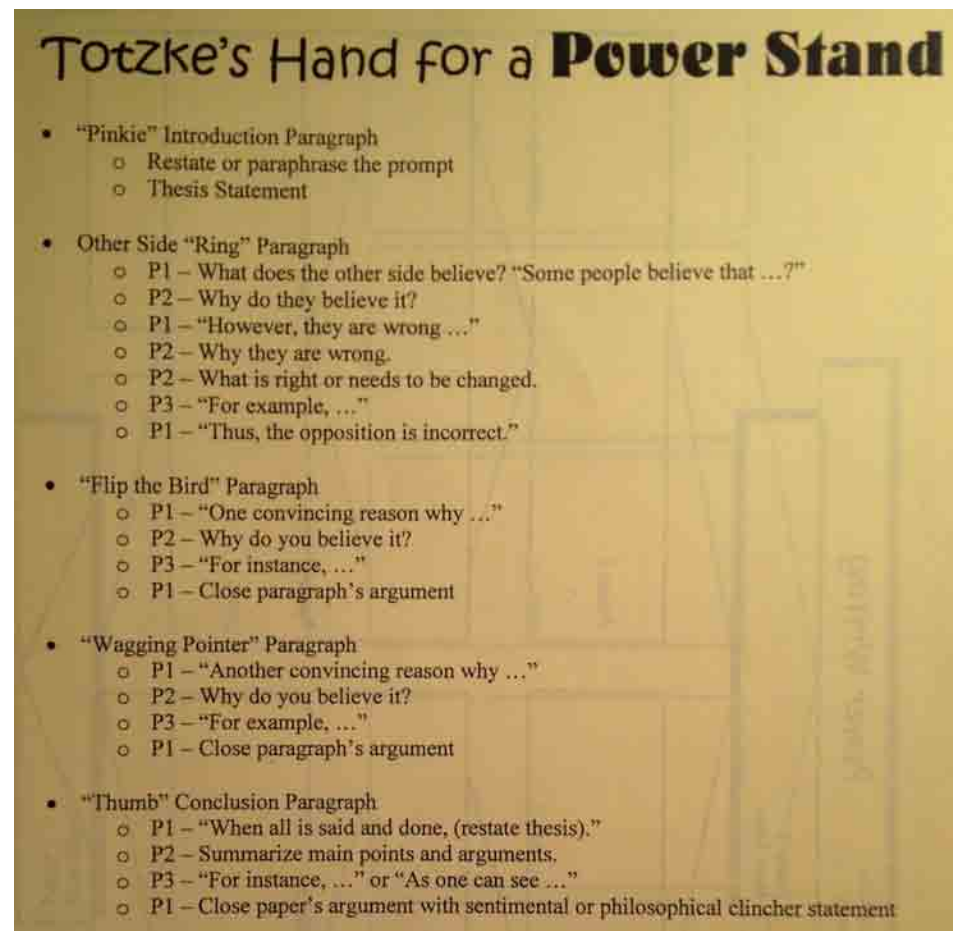 Totzke's Hand for a Power Stand
• "Pinkie" Introduction Paragraph
o Restate or paraphrase the prompt
o Thesis Statement
• Other Side "Ring" Paragraph
o P1 – What does the other side believe? "Some people believe that …?"
o P2 – Why do they believe it?
o P1 – "However, they are wrong …"
o P2 – Why they are wrong.
o P2 – What is right or needs to be changed.
o P3 – "For example, …"
o P1 – "Thus, the opposition is incorrect."
• "Flip the Bird" Paragraph
o P1 – "One convincing reason why …"
o P2 – Why do you believe it?
o P3 – "For instance, …"
o P1 – Close paragraph's argument
• "Wagging Pointer" Paragraph
o P1 – "Another convincing reason why …"
o P2 – Why do you believe it?
o P3 – "For example, …"
o P1 – Close paragraph's argument
• "Thumb" Conclusion Paragraph
o P1 – "When all is said and done, (restate thesis)."
o P2 – Summarize main points and arguments.
o P3 – "For instance, …" or "As one can see …"
o P1 – Close paper's argument with sentimental or philosophical clincher statement